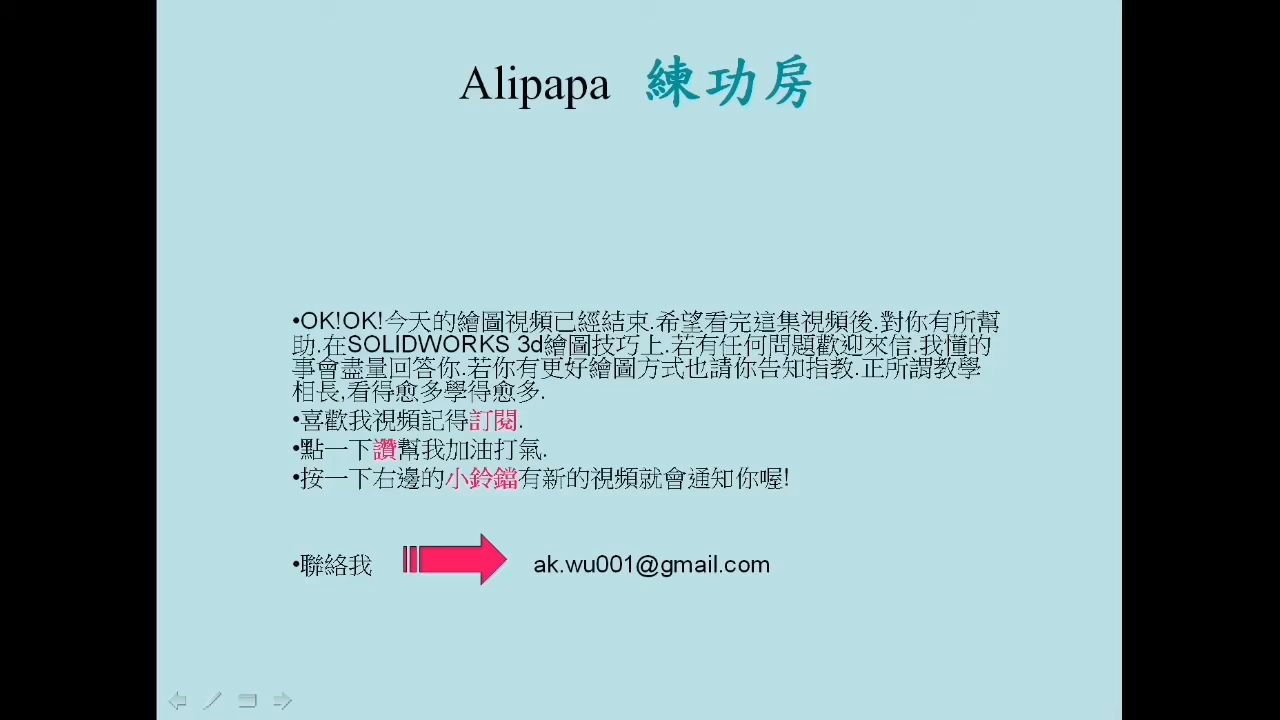 Alipapa 練功房
•OK!OK!今天的繪圖視頻已經結束.希望看完這集視頻後.對你有所幫
助.在SOLIDWORKS 3d繪圖技巧上.若有任何問題歡迎來信.我懂的
事會盡量回答你.若你有更好繪圖方式也請你告知指教.正所謂教學
相長,看得愈多學得愈多.
•喜歡我視頻記得訂閱.
•點一下讚幫我加油打氣.
•按一下右邊的小鈴鐺有新的視頻就會通知你喔!
•聯絡我 ak.wu001@gmail.com